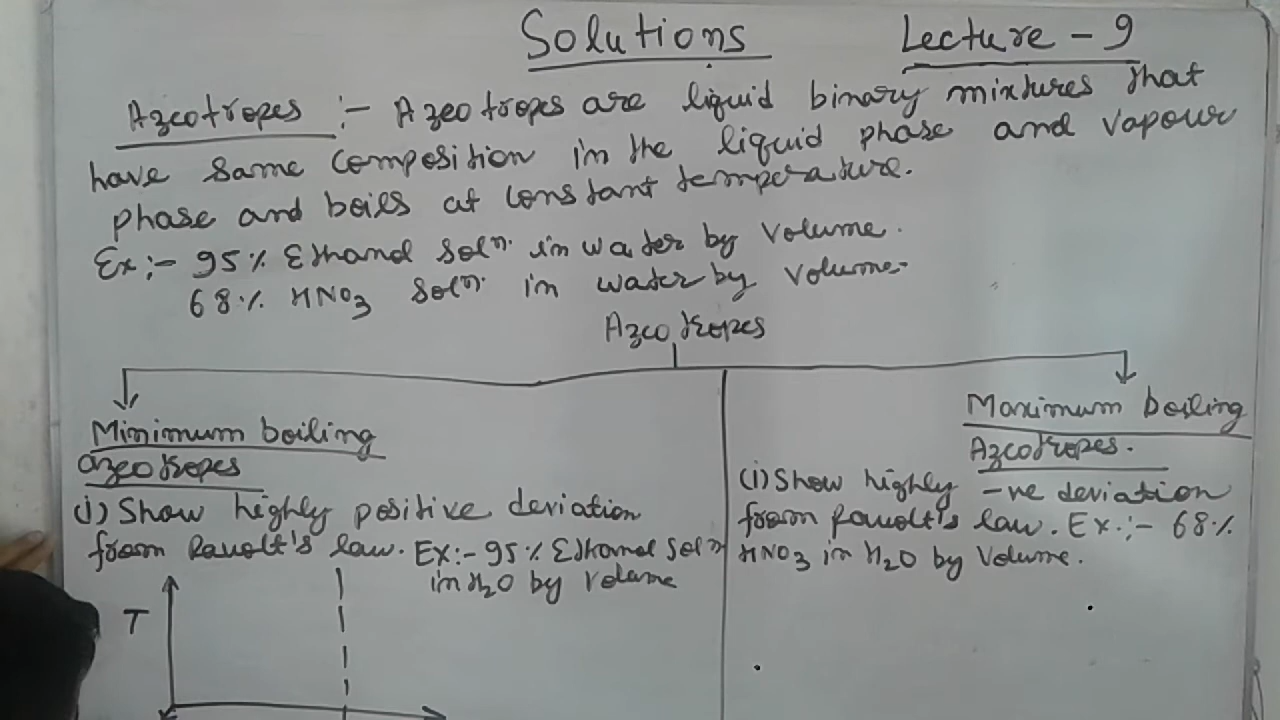 Solutions Lecture - 9
Azeotropes :- Azeotropes are liquid binary mixtures that
have same composition in the liquid phase and vapour
phase and boils at constant temperature.
Ex :- 95 % Ethanol solⁿ. in water by volume.
68 % HNO3 solⁿ. in water by volume.
Azeotropes
Minimum boiling
azeotropes
(i) Show highly positive deviation
from Raoult's law. Ex:- 95 % Ethanol solⁿ
in H2O by volume
T
Maximum boiling
Azeotropes.
(i) Show highly -ve deviation
from Raoult's law. Ex :- 68 %
HNO3 in H2O by Volume.